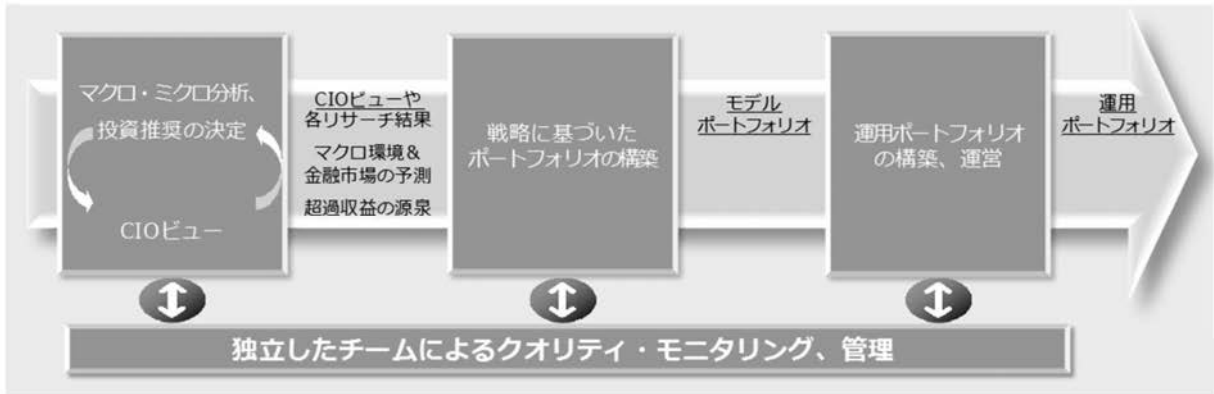 マクロ・ミクロ分析、
投資推奨の決定
CIOビュー
CIOビューや
各リサーチ結果
マクロ環境＆
金融市場の予測
超過収益の源泉
戦略に基づいた
ポートフォリオの構築
モデル
ポートフォリオ
運用ポートフォリオ
の構築、運営
運用
ポートフォリオ
独立したチームによるクオリティ・モニタリング、管理